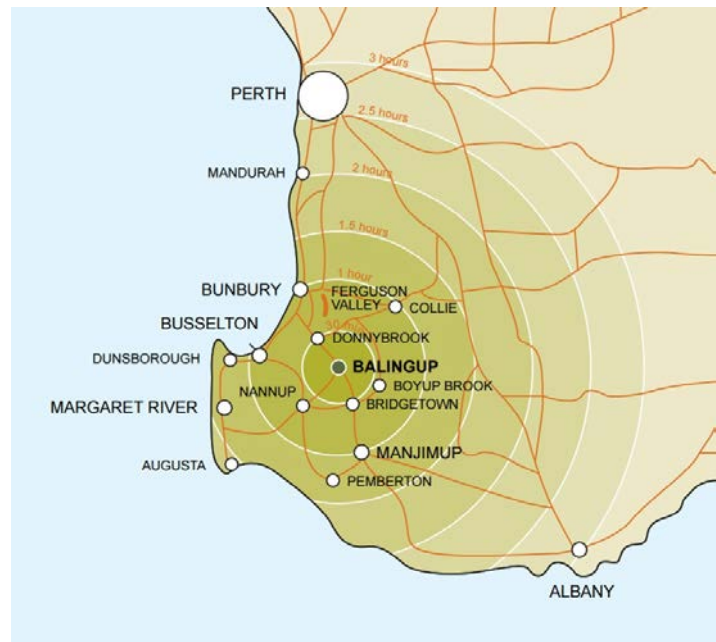 3 hours
PERTH
2.5 hours
MANDURAH
2 hours
1.5 hours
1 hour
BUNBURY
FERGUSON
VALLEY
COLLIE
BUSSELTON
DONNYBROOK
DUNSBOROUGH
BALINGUP
BOYUP BROOK
NANNUP
MARGARET RIVER
BRIDGETOWN
MANJIMUP
AUGUSTA
PEMBERTON
ALBANY